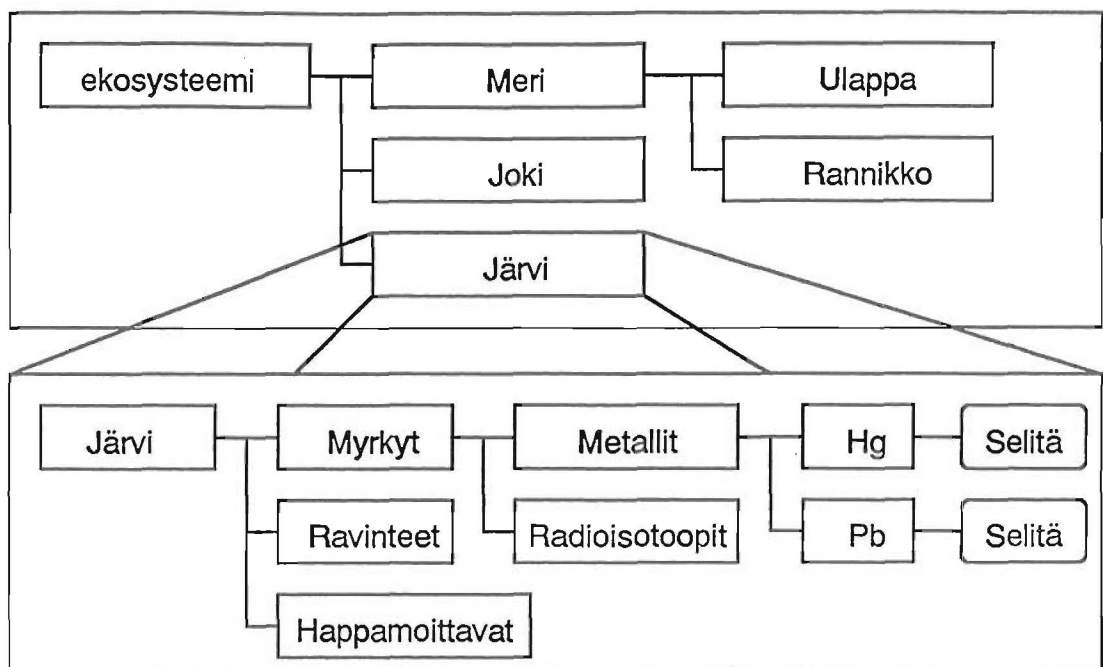 ekosysteemi Meri Ulappa
Joki Rannikko
Järvi
Järvi Myrkyt Metallit Hg Selitä
Ravinteet Radioisotoopit Pb Selitä
Happamoittavat